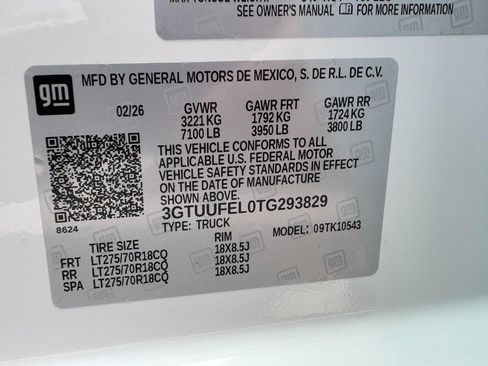 SEE OWNER'S MANUAL FOR MORE INFORMATION
gm
MFD BY GENERAL MOTORS DE MEXICO, S. DE R.L. DE C.V.
02/26 GVWR GAWR FRT GAWR RR
3221 KG 1792 KG 1724 KG
7100 LB 3950 LB 3800 LB
THIS VEHICLE CONFORMS TO ALL
APPLICABLE U.S. FEDERAL MOTOR
VEHICLE SAFETY STANDARDS IN EFFECT
ON THE DATE OF MANUFACTURE
SHOWN ABOVE.
8624
3GTUUFEL0TG293829
TYPE: TRUCK MODEL: 09TK10543
TIRE SIZE RIM
FRT LT275/70R18CQ 18X8.5J
RR LT275/70R18CQ 18X8.5J
SPA LT275/70R18CQ 18X8.5J